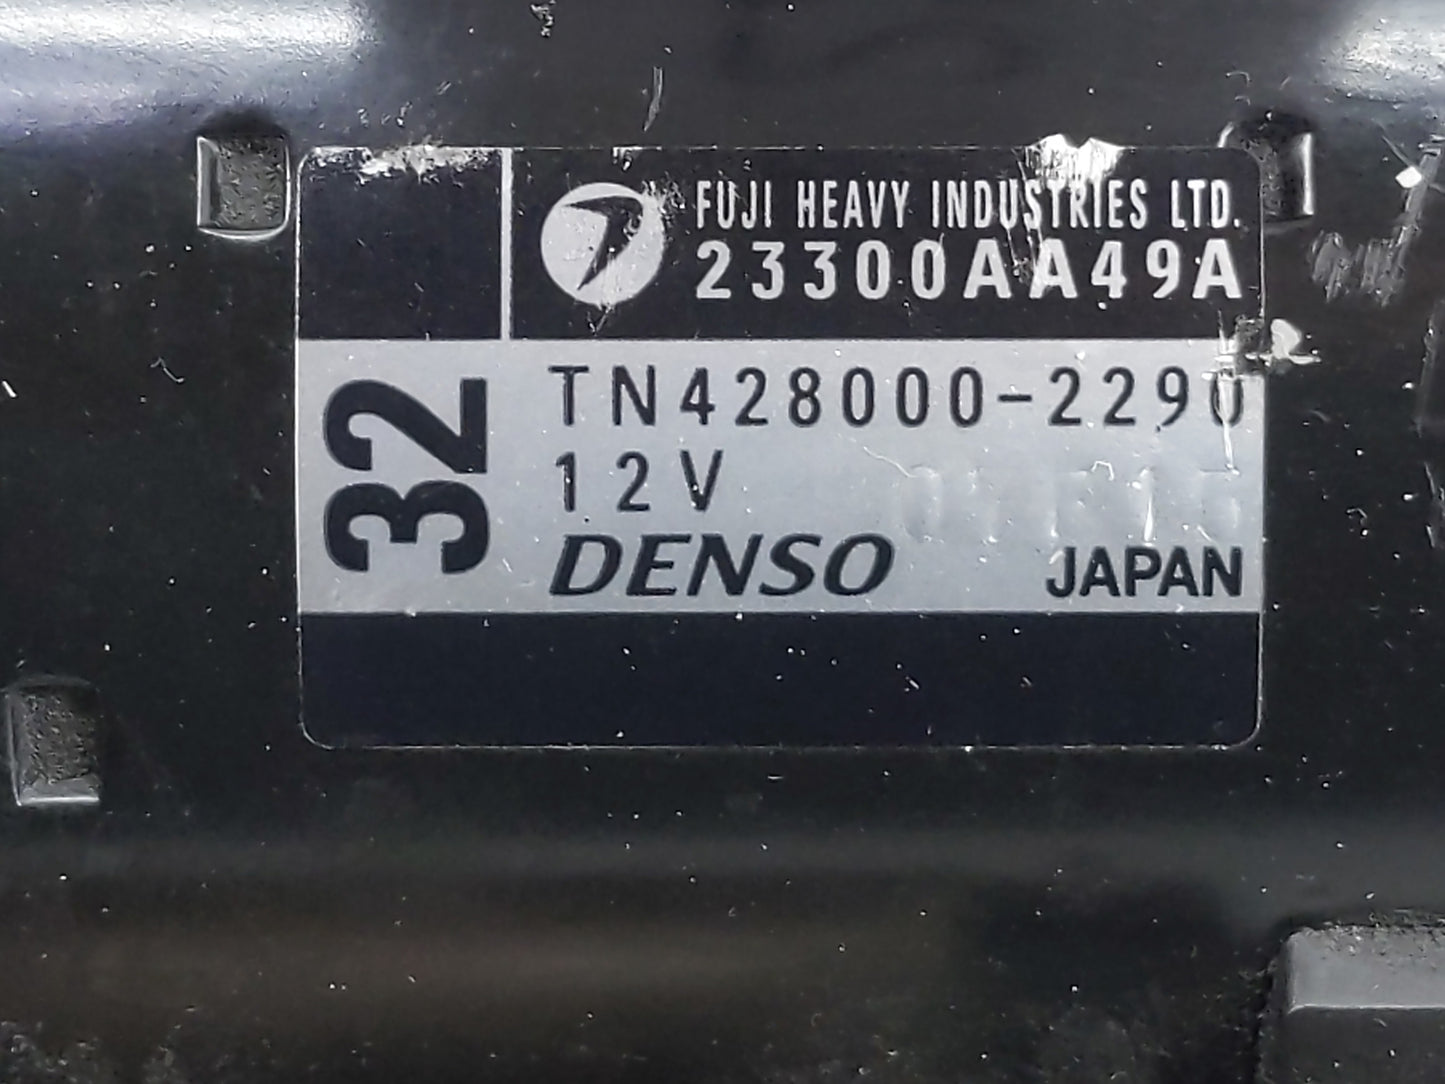 FUJI HEAVY INDUSTRIES LTD.
23300AA49A
32
TN428000-2290
12V
DENSO
JAPAN